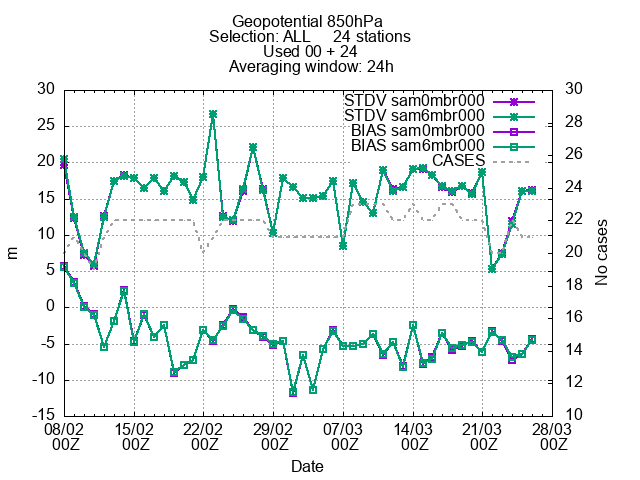 Geopotential 850hPa
Selection: ALL 24 stations
Used 00 + 24
Averaging window: 24h
STDV sam0mbr000
STDV sam6mbr000
BIAS sam0mbr000
BIAS sam6mbr000
CASES
30
25
20
15
10
5
0
-5
-10
-15
m
30
28
26
24
22
20
18
16
14
12
10
No cases
08/02 15/02 22/02 29/02 07/03 14/03 21/03 28/03
00Z 00Z 00Z 00Z 00Z 00Z 00Z 00Z
Date